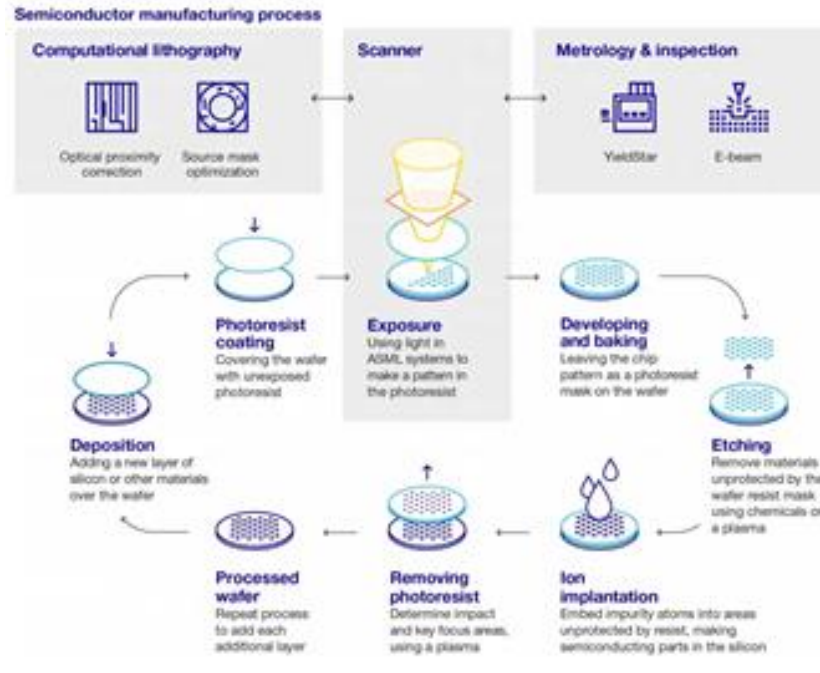 Semiconductor manufacturing process
Computational lithography
Optical proximity
correction
Source mask
optimization
Scanner
Metrology & inspection
YieldStar
E-beam
Photoresist
coating
Covering the wafer
with unexposed
photoresist
Exposure
Using light in
ASML systems to
make a pattern in
the photoresist
Developing
and baking
Leaving the chip
pattern as a photoresist
mask on the wafer
Etching
Remove materials
unprotected by the
wafer resist mask
using chemicals or
a plasma
Deposition
Adding a new layer of
silicon or other materials
over the wafer
Processed
wafer
Repeat process
to add each
additional layer
Removing
photoresist
Determine impact
and key focus areas,
using a plasma
Ion
implantation
Embed impurity atoms into areas
unprotected by resist, making
semiconducting parts in the silicon